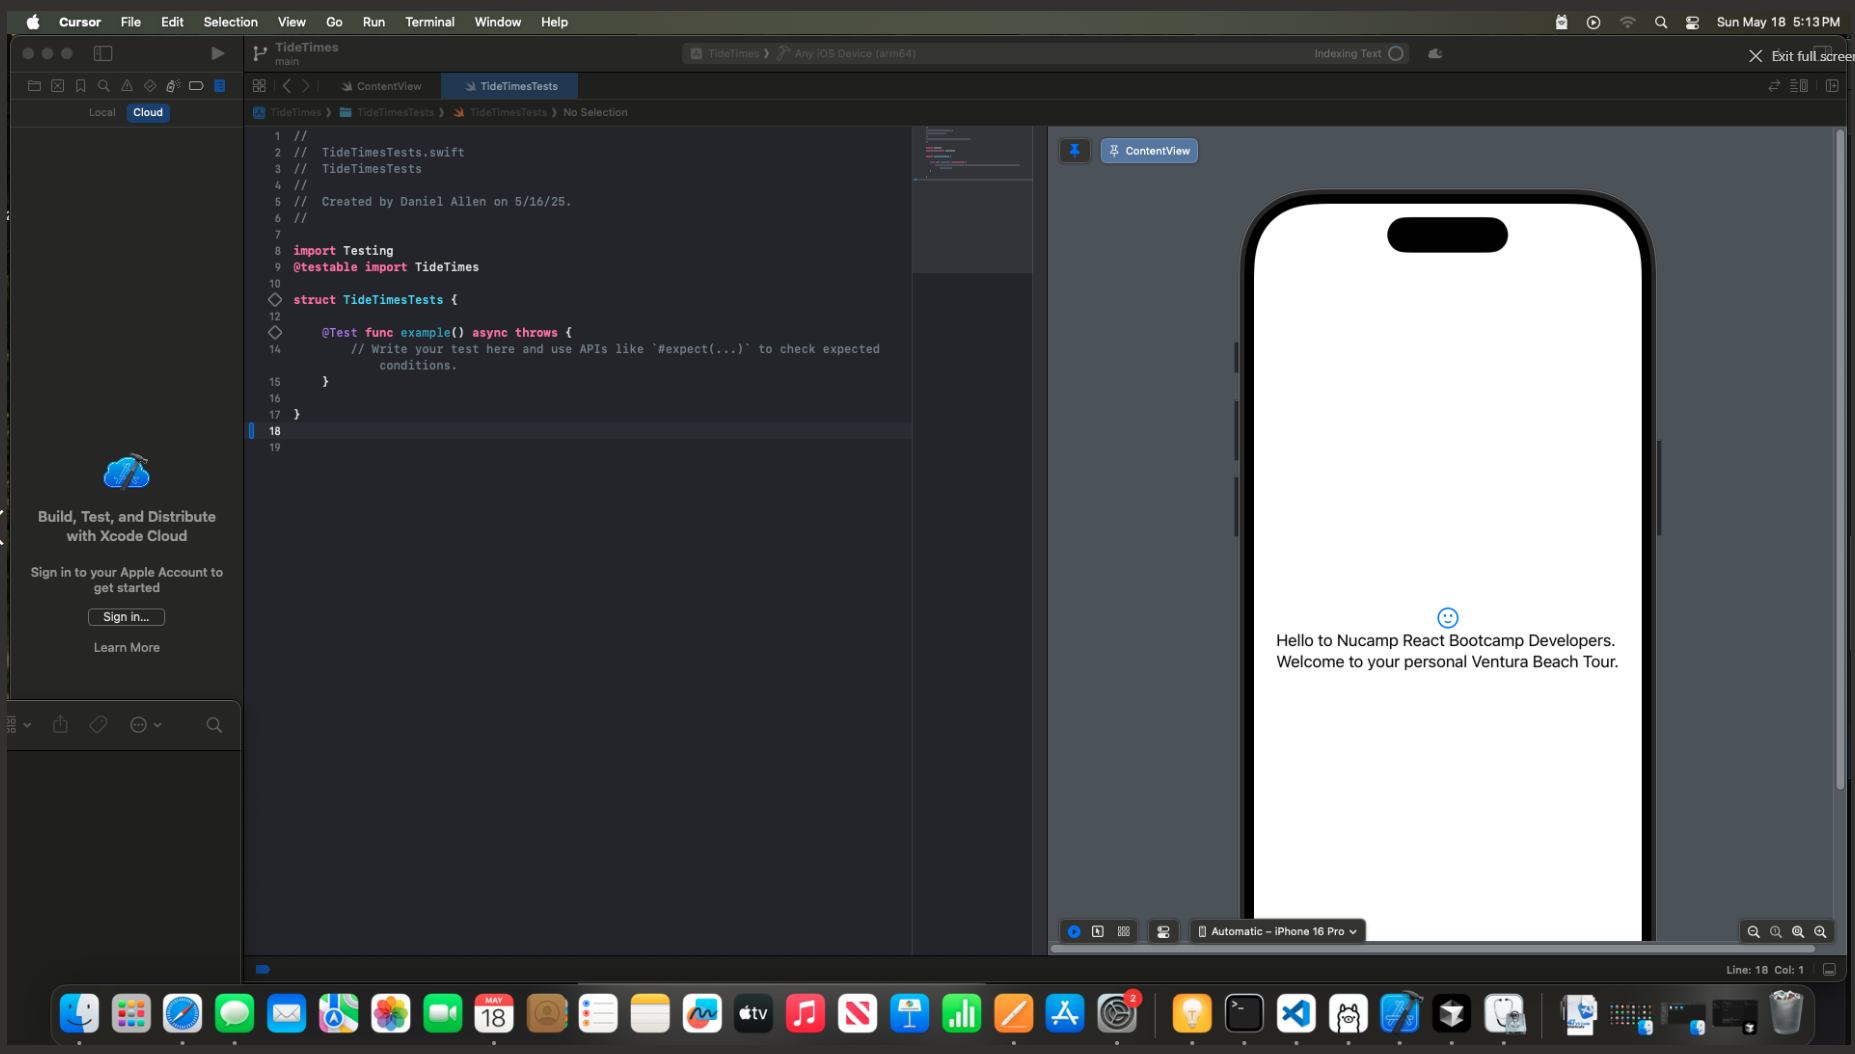 Cursor File Edit Selection View Go Run Terminal Window Help
Sun May 18 5:13 PM
TideTimes
main
TideTimes Any iOS Device (arm64)
Indexing Text
Exit full screen
ContentView
TideTimesTests
Local
Cloud
TideTimes TideTimesTests TideTimesTests No Selection
1 //
2 // TideTimesTests.swift
3 // TideTimesTests
4 //
5 // Created by Daniel Allen on 5/16/25.
6 //
7
8 import Testing
9 @testable import TideTimes
10
struct TideTimesTests {
12
@Test func example() async throws {
14 // Write your test here and use APIs like `#expect(...)` to check expected
conditions.
15 }
16
17 }
18
19
Build, Test, and Distribute
with Xcode Cloud
Sign in to your Apple Account to
get started
Sign in...
Learn More
ContentView
Hello to Nucamp React Bootcamp Developers.
Welcome to your personal Ventura Beach Tour.
Automatic – iPhone 16 Pro
Line: 18 Col: 1
MAY
18
tv
2